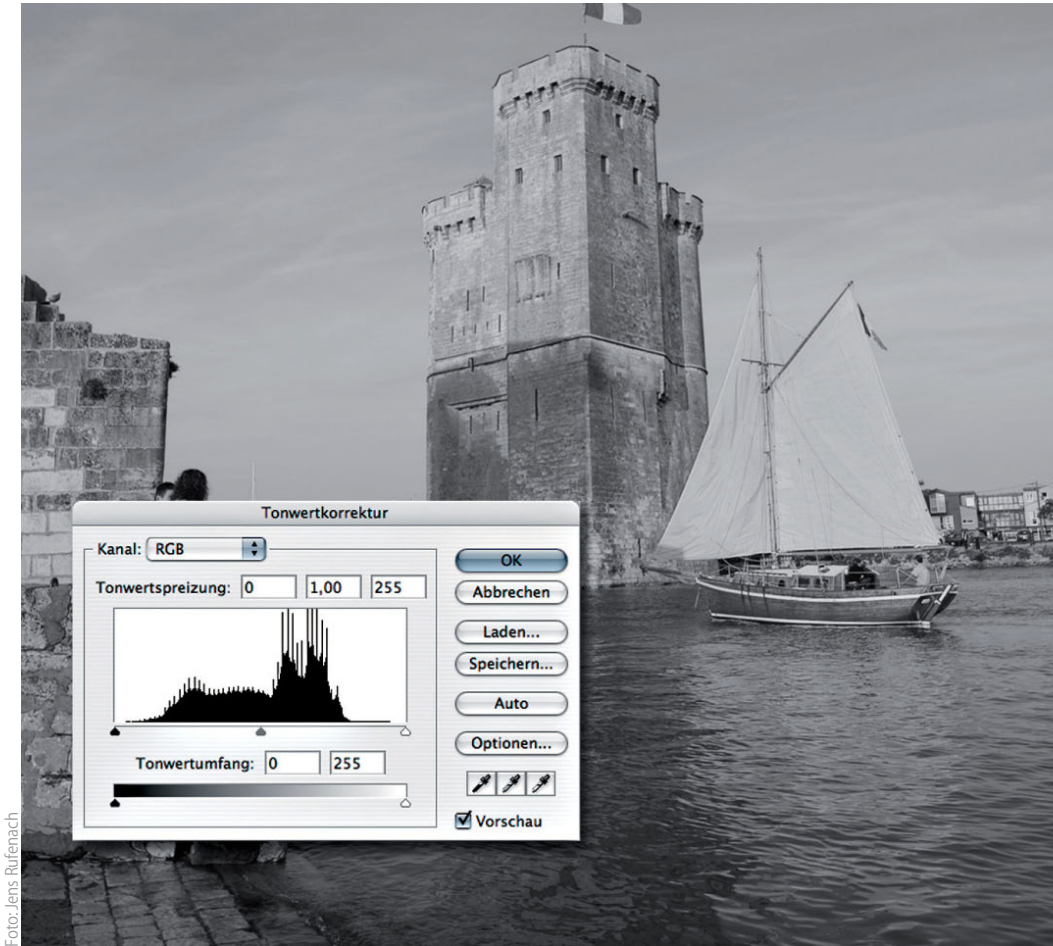 Tonwertkorrektur
Kanal: RGB
Tonwertspreizung: 0 1,00 255
Tonwertumfang: 0 255
OK
Abbrechen
Laden...
Speichern...
Auto
Optionen...
Vorschau
Foto: Jens Rufenach